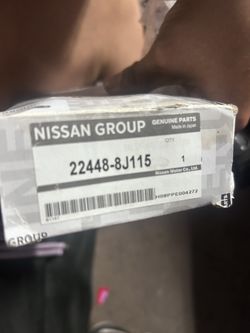 NISSAN GROUP
GENUINE PARTS
Made in Japan
QTY
22448-8J115
1
Nissan Motor Co., Ltd.
GROUP